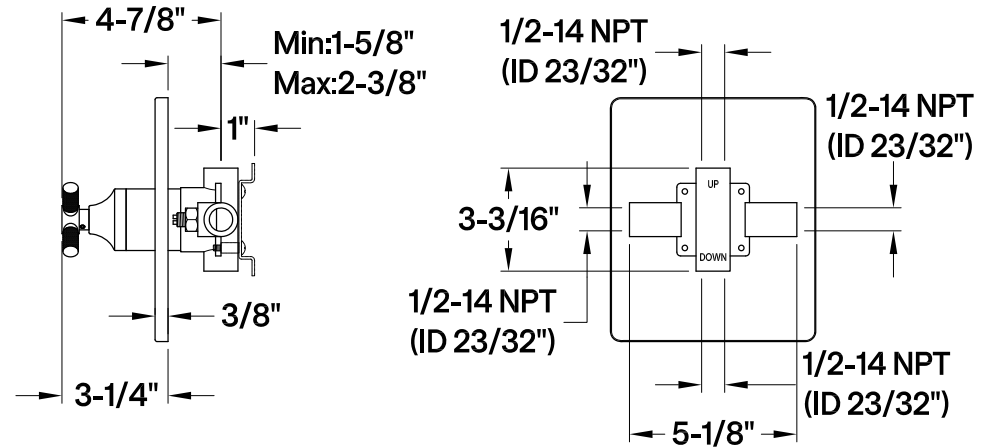 4-7/8"
Min:1-5/8"
Max:2-3/8"
1"
3/8"
3-1/4"
1/2-14 NPT
(ID 23/32")
1/2-14 NPT
(ID 23/32")
UP
3-3/16"
DOWN
1/2-14 NPT
(ID 23/32")
1/2-14 NPT
(ID 23/32")
5-1/8"